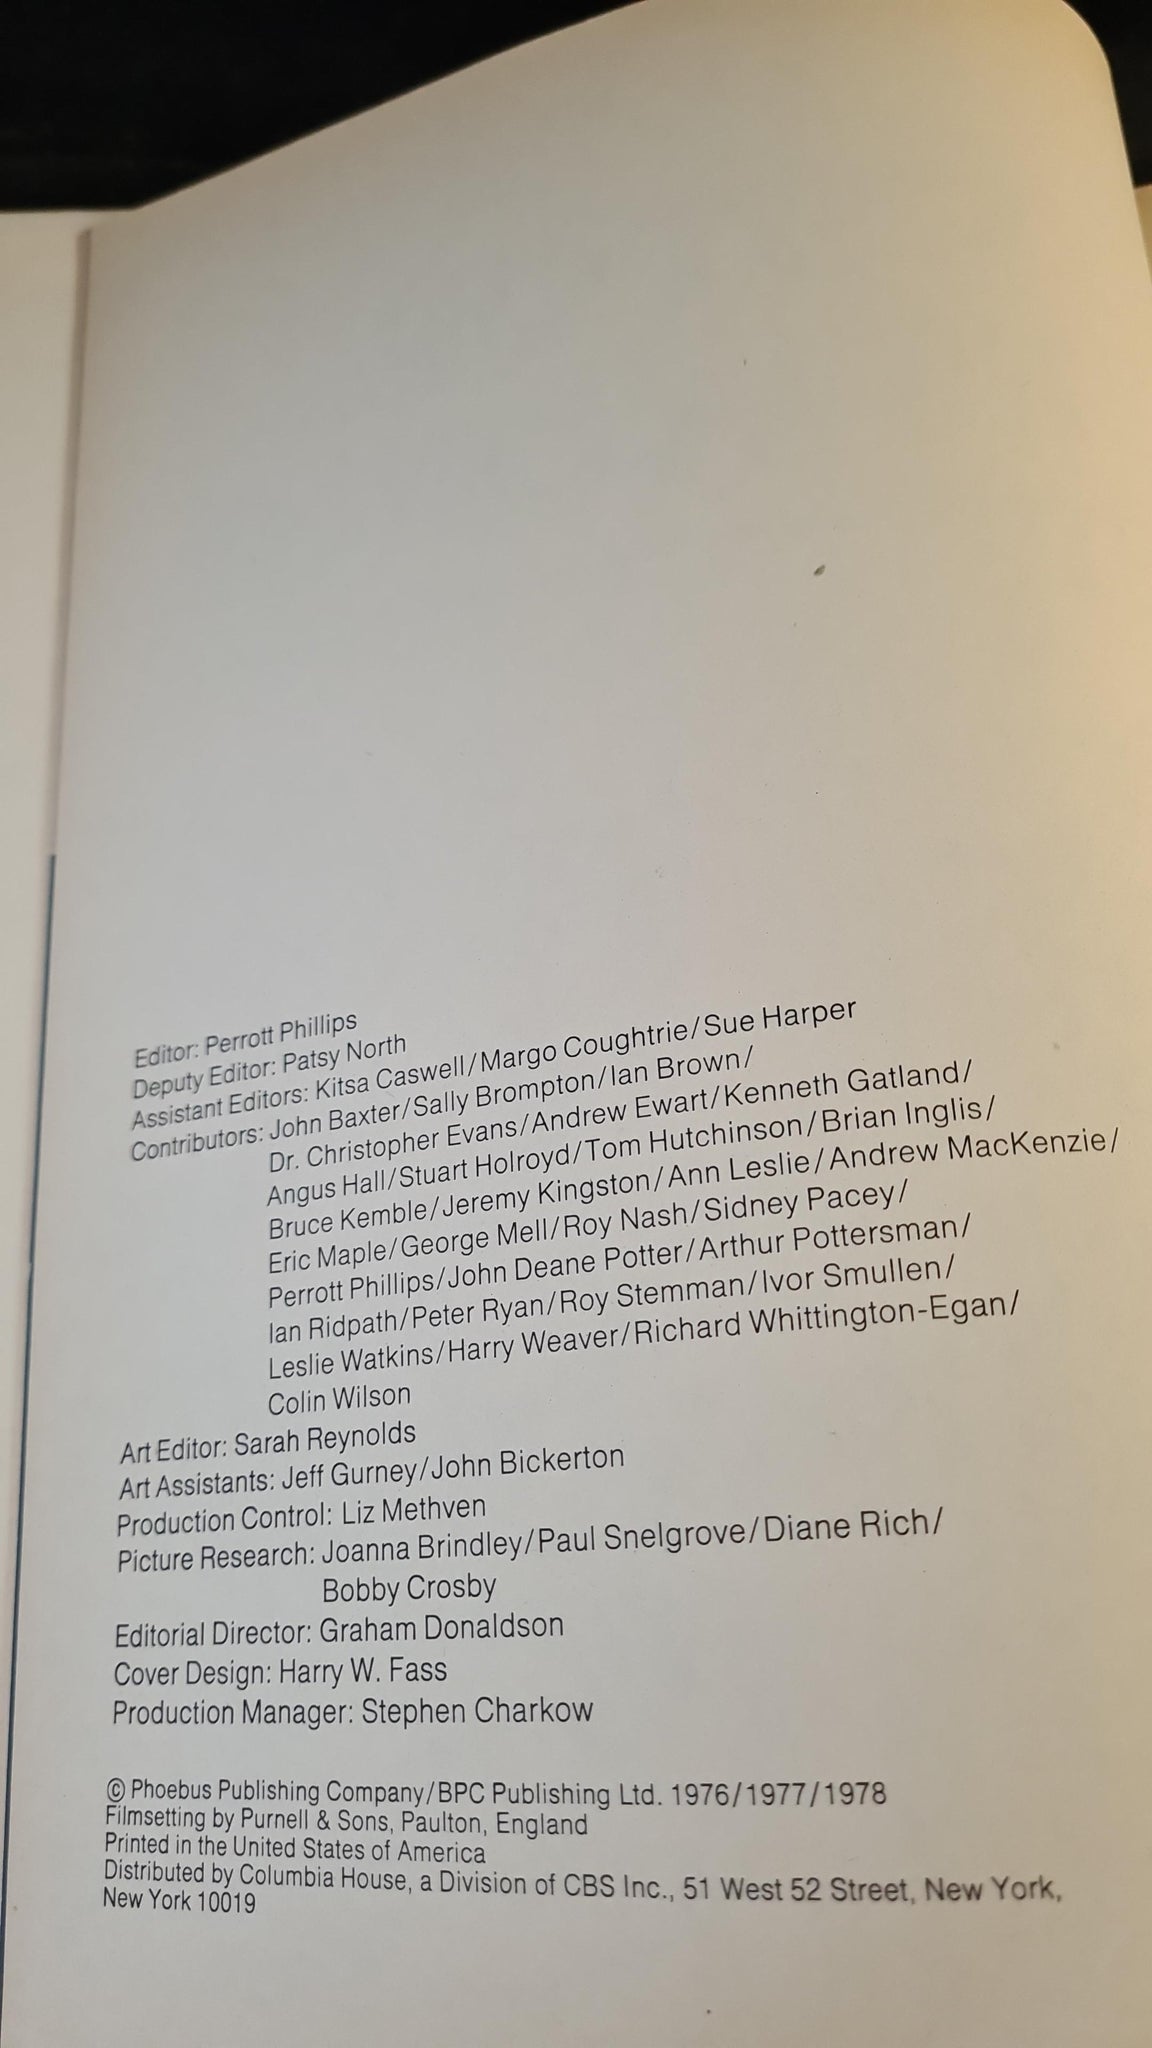 Editor: Perrott Phillips
Deputy Editor: Patsy North
Assistant Editors: Kitsa Caswell/Margo Coughtrie/Sue Harper
Contributors: John Baxter/Sally Brompton/Ian Brown/
Dr. Christopher Evans/Andrew Ewart/Kenneth Gatland/
Angus Hall/Stuart Holroyd/Tom Hutchinson/Brian Inglis/
Bruce Kemble/Jeremy Kingston/Ann Leslie/Andrew MacKenzie/
Eric Maple/George Mell/Roy Nash/Sidney Pacey/
Perrott Phillips/John Deane Potter/Arthur Pottersman/
Ian Ridpath/Peter Ryan/Roy Stemman/Ivor Smullen/
Leslie Watkins/Harry Weaver/Richard Whittington-Egan/
Colin Wilson
Art Editor: Sarah Reynolds
Art Assistants: Jeff Gurney/John Bickerton
Production Control: Liz Methven
Picture Research: Joanna Brindley/Paul Snelgrove/Diane Rich/
Bobby Crosby
Editorial Director: Graham Donaldson
Cover Design: Harry W. Fass
Production Manager: Stephen Charkow
© Phoebus Publishing Company/BPC Publishing Ltd. 1976/1977/1978
Filmsetting by Purnell & Sons, Paulton, England
Printed in the United States of America
Distributed by Columbia House, a Division of CBS Inc., 51 West 52 Street, New York,
New York 10019